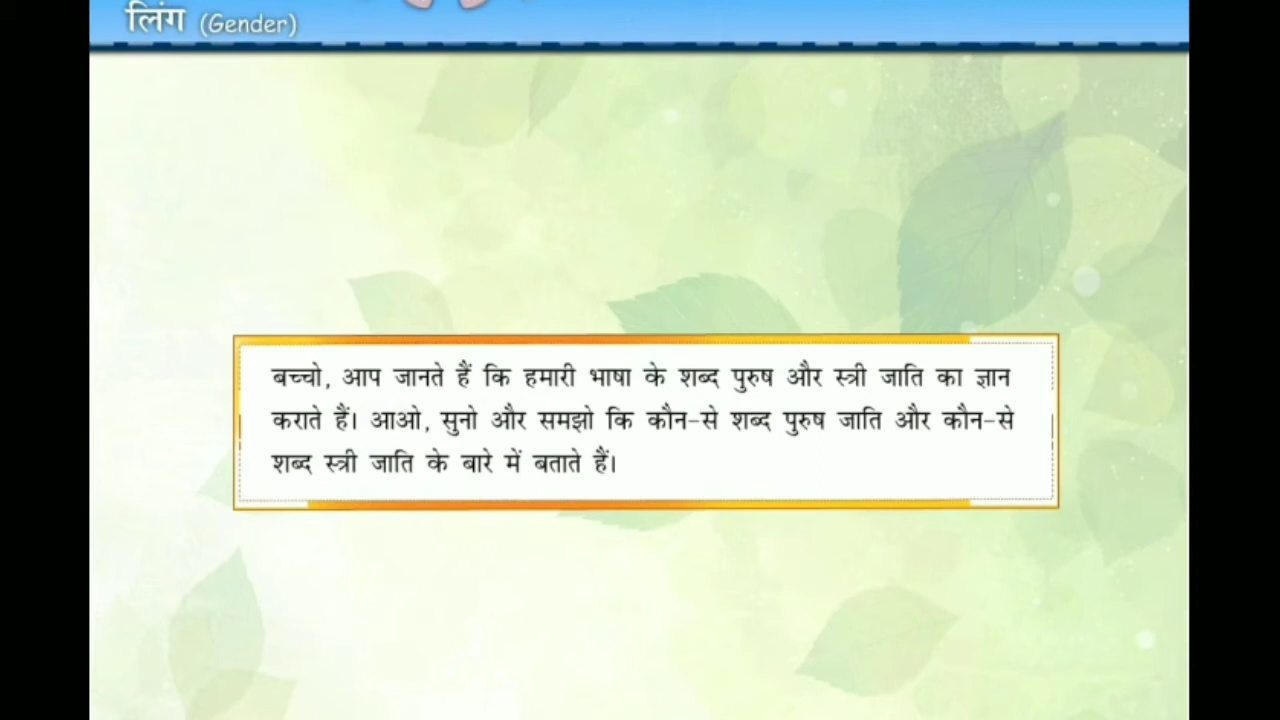 लिंग (Gender)
बच्चो, आप जानते हैं कि हमारी भाषा के शब्द पुरुष और स्त्री जाति का ज्ञान
कराते हैं। आओ, सुनो और समझो कि कौन-से शब्द पुरुष जाति और कौन-से
शब्द स्त्री जाति के बारे में बताते हैं।